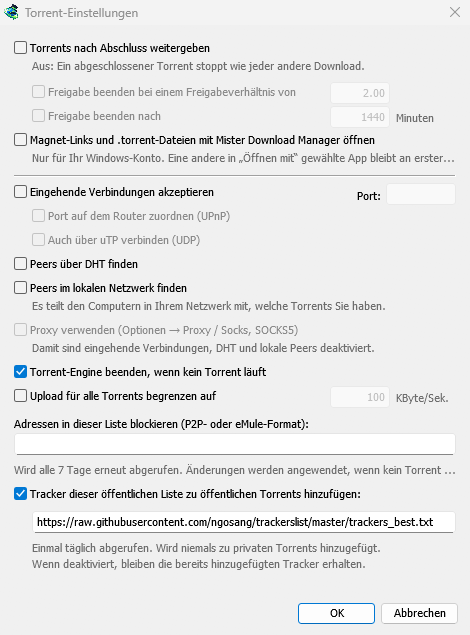 Torrent-Einstellungen
Torrents nach Abschluss weitergeben
Aus: Ein abgeschlossener Torrent stoppt wie jeder andere Download.
Freigabe beenden bei einem Freigabeverhältnis von 2.00
Freigabe beenden nach 1440 Minuten
Magnet-Links und .torrent-Dateien mit Mister Download Manager öffnen
Nur für Ihr Windows-Konto. Eine andere in „Öffnen mit“ gewählte App bleibt an erster...
Eingehende Verbindungen akzeptieren Port:
Port auf dem Router zuordnen (UPnP)
Auch über uTP verbinden (UDP)
Peers über DHT finden
Peers im lokalen Netzwerk finden
Es teilt den Computern in Ihrem Netzwerk mit, welche Torrents Sie haben.
Proxy verwenden (Optionen → Proxy / Socks, SOCKS5)
Damit sind eingehende Verbindungen, DHT und lokale Peers deaktiviert.
Torrent-Engine beenden, wenn kein Torrent läuft
Upload für alle Torrents begrenzen auf 100 KByte/Sek.
Adressen in dieser Liste blockieren (P2P- oder eMule-Format):
Wird alle 7 Tage erneut abgerufen. Änderungen werden angewendet, wenn kein Torrent ...
Tracker dieser öffentlichen Liste zu öffentlichen Torrents hinzufügen:
https://raw.githubusercontent.com/ngosang/trackerslist/master/trackers_best.txt
Einmal täglich abgerufen. Wird niemals zu privaten Torrents hinzugefügt.
Wenn deaktiviert, bleiben die bereits hinzugefügten Tracker erhalten.
OK Abbrechen